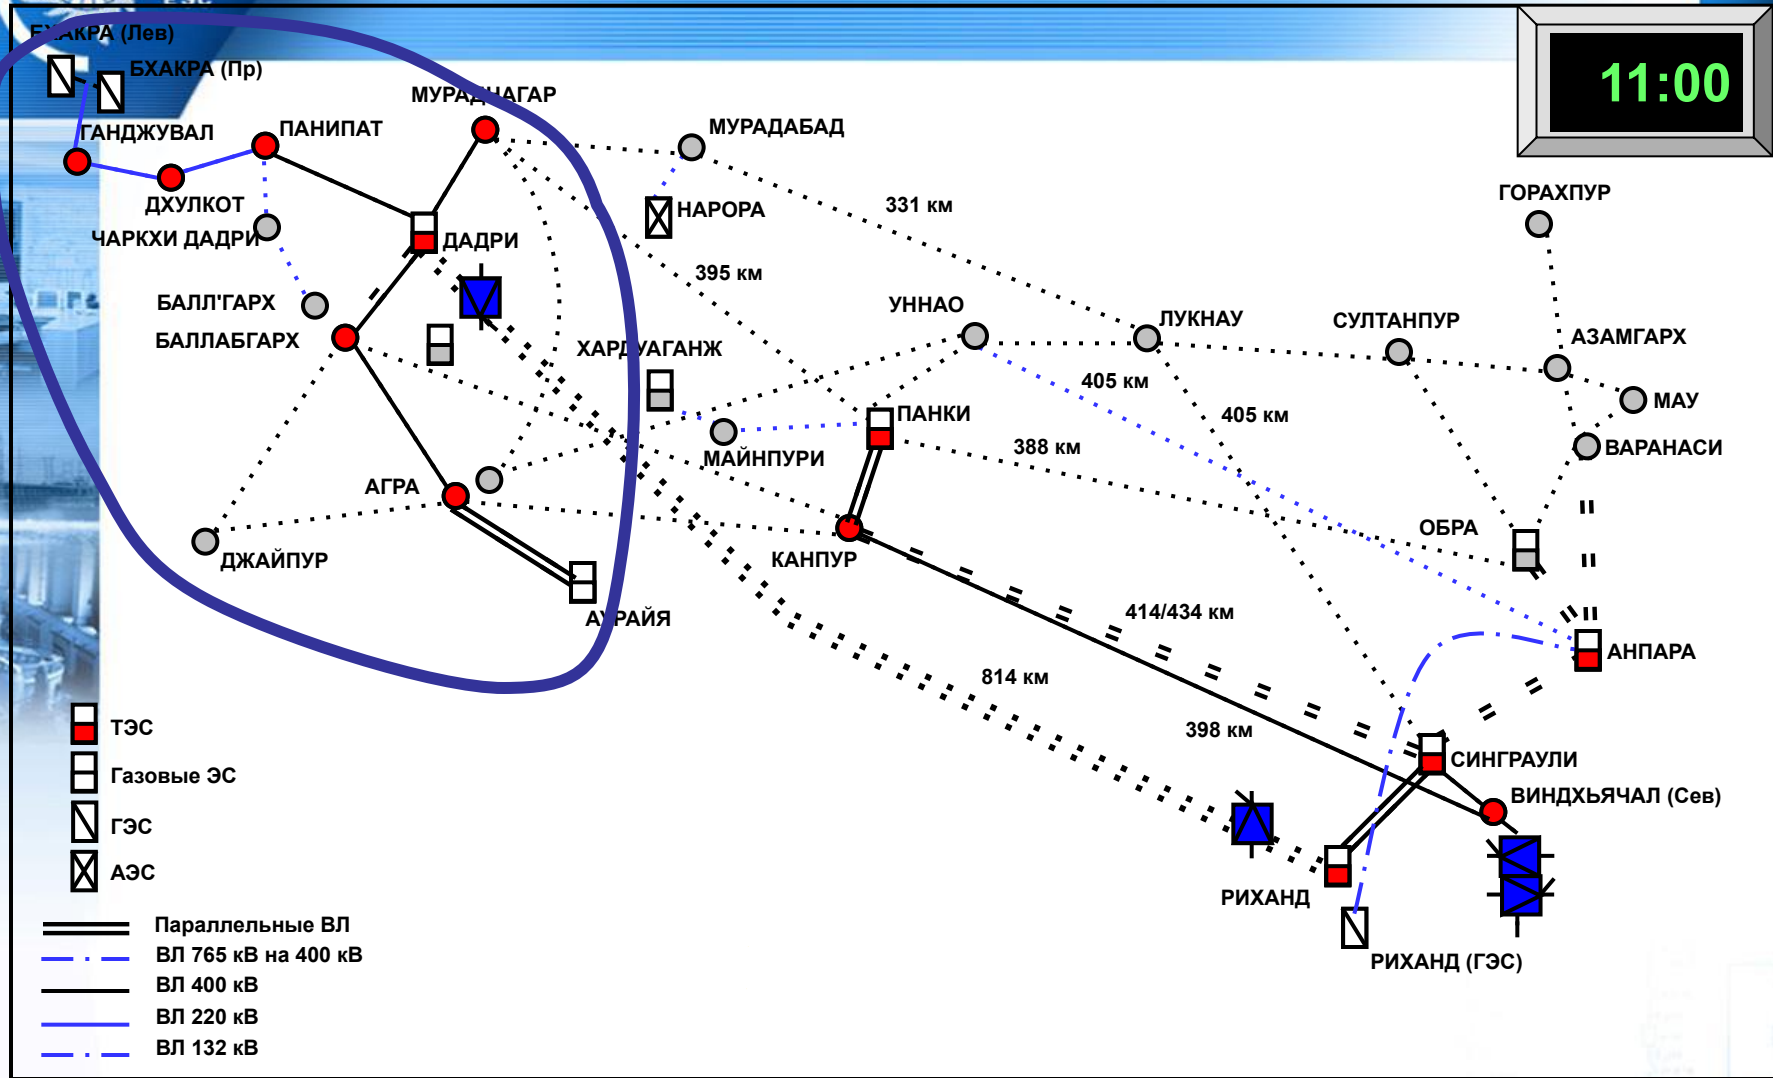 БХАКРА (Лев)
БХАКРА (Пр)
11:00
МУРАДНАГАР
ГАНДЖУВАЛ
ПАНИПАТ
МУРАДАБАД
ГОРАХПУР
ДХУЛКОТ
НАРОРА
331 км
ЧАРКХИ ДАДРИ
ДАДРИ
395 км
БАЛЛ'ГАРХ
УННАО
ЛУКНАУ
СУЛТАНПУР
АЗАМГАРХ
БАЛЛАБГАРХ
ХАРДУАГАНЖ
405 км
МАУ
ПАНКИ
405 км
388 км
ВАРАНАСИ
МАЙНПУРИ
АГРА
ОБРА
ДЖАЙПУР
КАНПУР
АУРАЙЯ
414/434 км
АНПАРА
814 км
398 км
СИНГРАУЛИ
ВИНДХЬЯЧАЛ (Сев)
РИХАНД
РИХАНД (ГЭС)
ТЭС
Газовые ЭС
ГЭС
АЭС
Параллельные ВЛ
ВЛ 765 кВ на 400 кВ
ВЛ 400 кВ
ВЛ 220 кВ
ВЛ 132 кВ